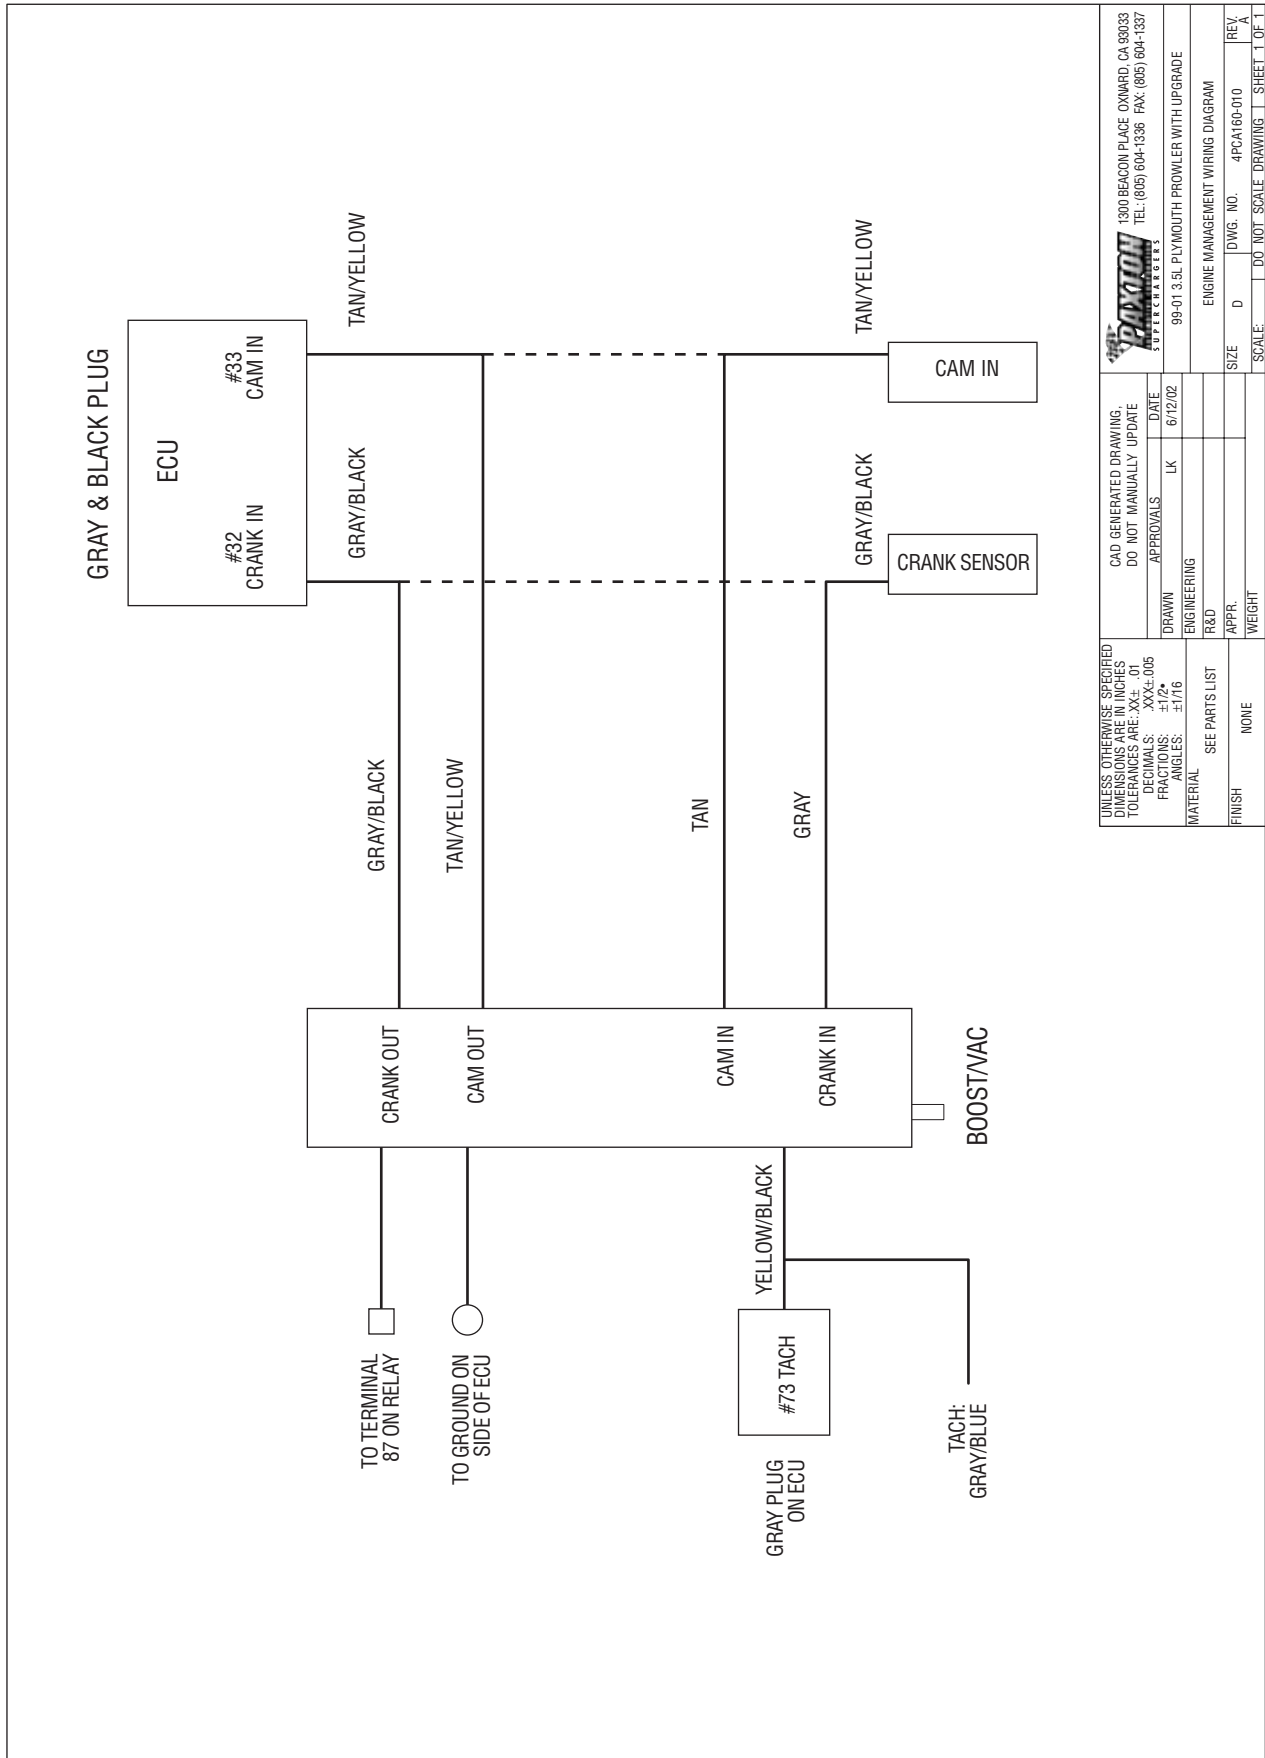 GRAY & BLACK PLUG
ECU
#32
CRANK IN
#33
CAM IN
GRAY/BLACK
TAN/YELLOW
GRAY/BLACK
TAN/YELLOW
TAN
GRAY
GRAY/BLACK
TAN/YELLOW
CRANK SENSOR
CAM IN
CRANK OUT
CAM OUT
CAM IN
CRANK IN
BOOST/VAC
TO TERMINAL
87 ON RELAY
TO GROUND ON
SIDE OF ECU
YELLOW/BLACK
#73 TACH
GRAY PLUG
ON ECU
TACH:
GRAY/BLUE
UNLESS OTHERWISE SPECIFIED
DIMENSIONS ARE IN INCHES
TOLERANCES ARE: .XX± .01
DECIMALS: .XXX±.005
FRACTIONS: ±1/2•
ANGLES: ±1/16
MATERIAL
SEE PARTS LIST
FINISH
NONE
CAD GENERATED DRAWING,
DO NOT MANUALLY UPDATE
APPROVALS DATE
DRAWN LK 6/12/02
ENGINEERING
R&D
APPR.
WEIGHT
PAXTON
SUPERCHARGERS
1300 BEACON PLACE OXNARD, CA 93033
TEL: (805) 604-1336 FAX: (805) 604-1337
99-01 3.5L PLYMOUTH PROWLER WITH UPGRADE
ENGINE MANAGEMENT WIRING DIAGRAM
SIZE D DWG. NO. 4PCA160-010 REV. A
SCALE: DO NOT SCALE DRAWING SHEET 1 OF 1